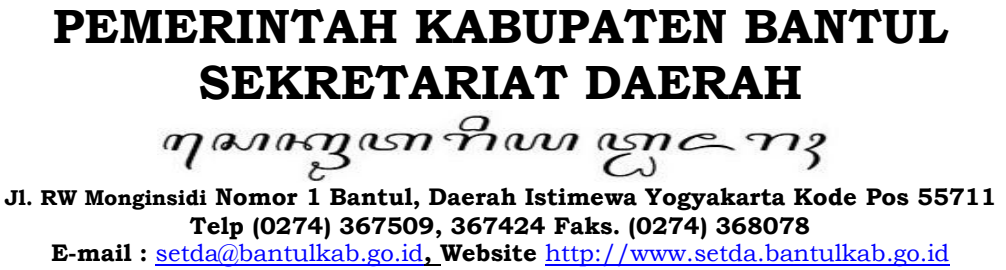 PEMERINTAH KABUPATEN BANTUL
SEKRETARIAT DAERAH
Jl. RW Monginsidi Nomor 1 Bantul, Daerah Istimewa Yogyakarta Kode Pos 55711
Telp (0274) 367509, 367424 Faks. (0274) 368078
E-mail : setda@bantulkab.go.id, Website http://www.setda.bantulkab.go.id